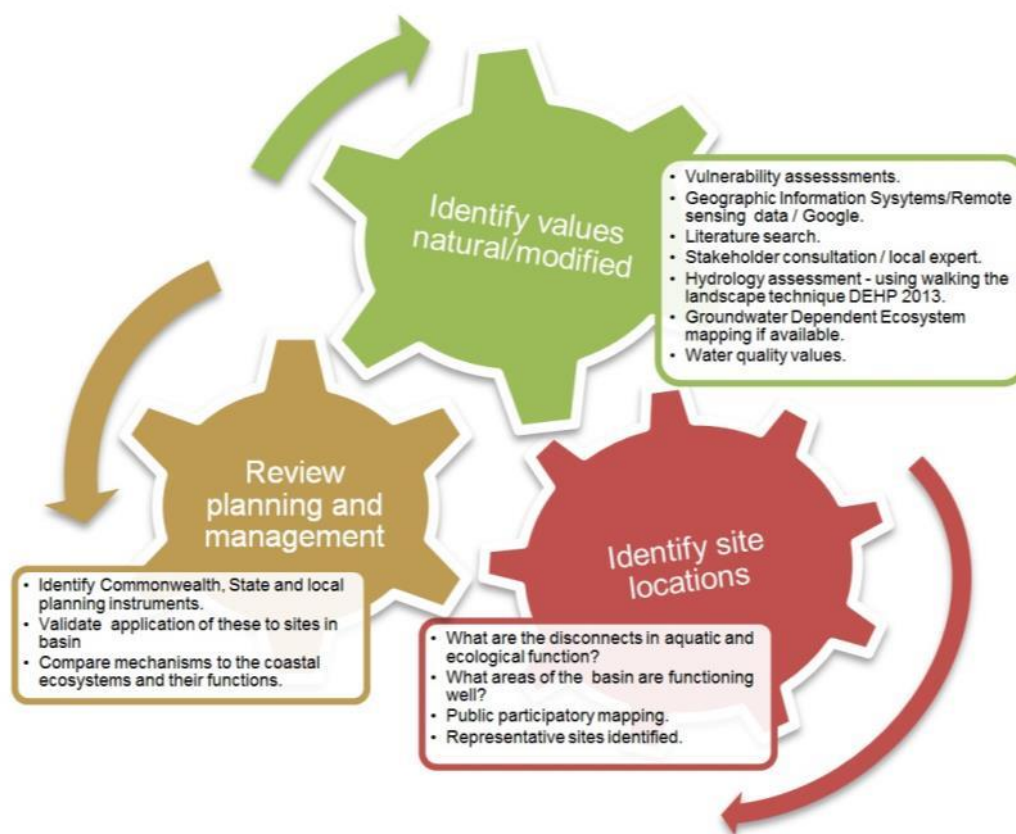 Identify values
natural/modified
• Vulnerability assesssments.
• Geographic Information Sysytems/Remote
sensing data / Google.
• Literature search.
• Stakeholder consultation / local expert.
• Hydrology assessment - using walking the
landscape technique DEHP 2013.
• Groundwater Dependent Ecosystem
mapping if available.
• Water quality values.
Review
planning and
management
• Identify Commonwealth, State and local
planning instruments.
• Validate application of these to sites in
basin
• Compare mechanisms to the coastal
ecosystems and their functions.
Identify site
locations
• What are the disconnects in aquatic and
ecological function?
• What areas of the basin are functioning
well?
• Public participatory mapping.
• Representative sites identified.